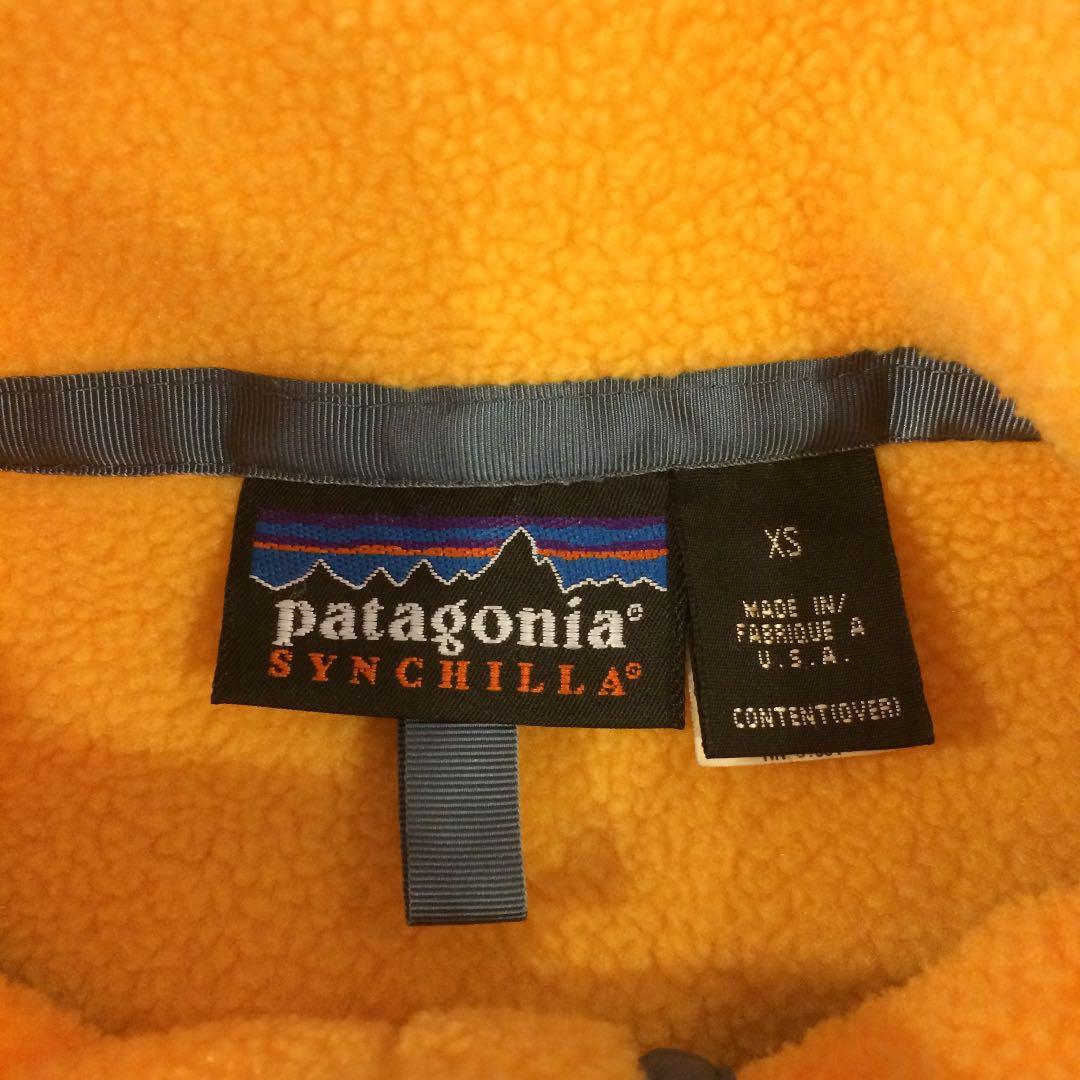 patagonia®
SYNCHILLA®
XS
MADE IN/
FABRIQUE A
U.S.A.
CONTENT(OVER)